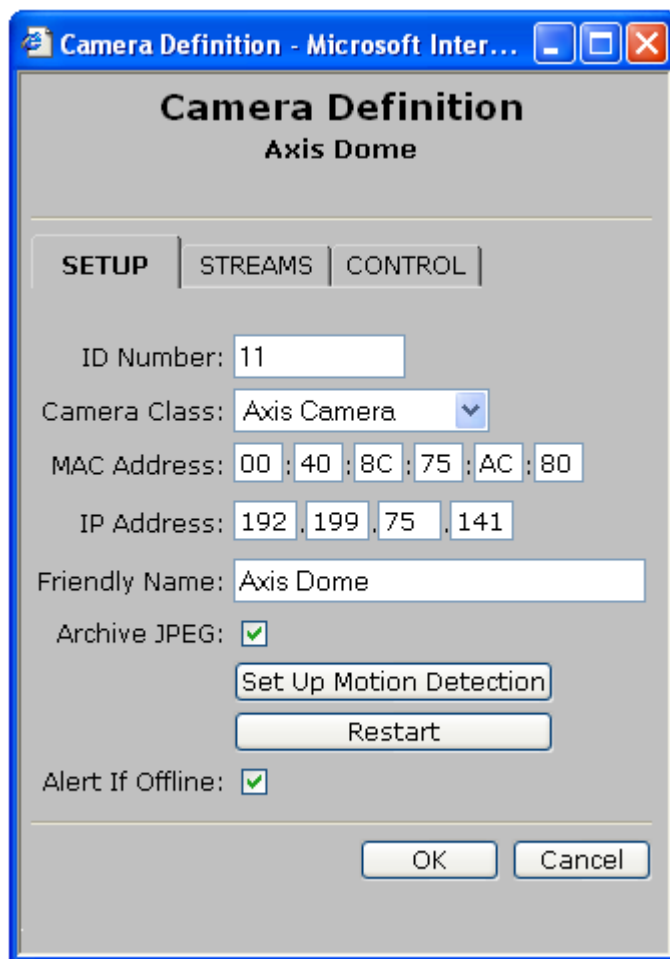 Camera Definition - Microsoft Inter...
Camera Definition
Axis Dome
SETUP STREAMS CONTROL
ID Number: 11
Camera Class: Axis Camera
MAC Address: 00 : 40 : 8C : 75 : AC : 80
IP Address: 192 . 199 . 75 . 141
Friendly Name: Axis Dome
Archive JPEG:
Set Up Motion Detection
Restart
Alert If Offline:
OK Cancel